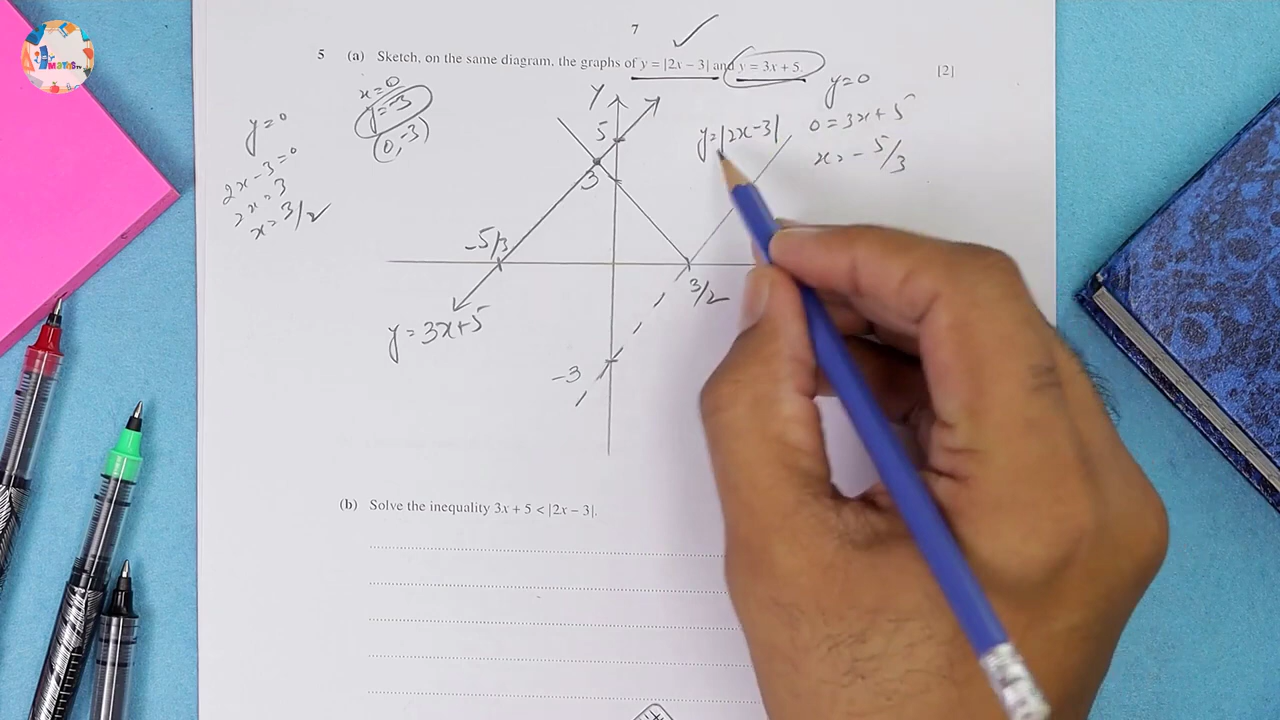 7
5 (a) Sketch, on the same diagram, the graphs of y = |2x − 3| and y = 3x + 5. [2]
y=0
2x-3=0
2x=3
x=3/2
x=0
y=-3
(0,-3)
y=0
0=3x+5
x=-5/3
y=|2x-3|
Y
5
3
-5/3
3/2
-3
y=3x+5
(b) Solve the inequality 3x + 5 < |2x − 3|.